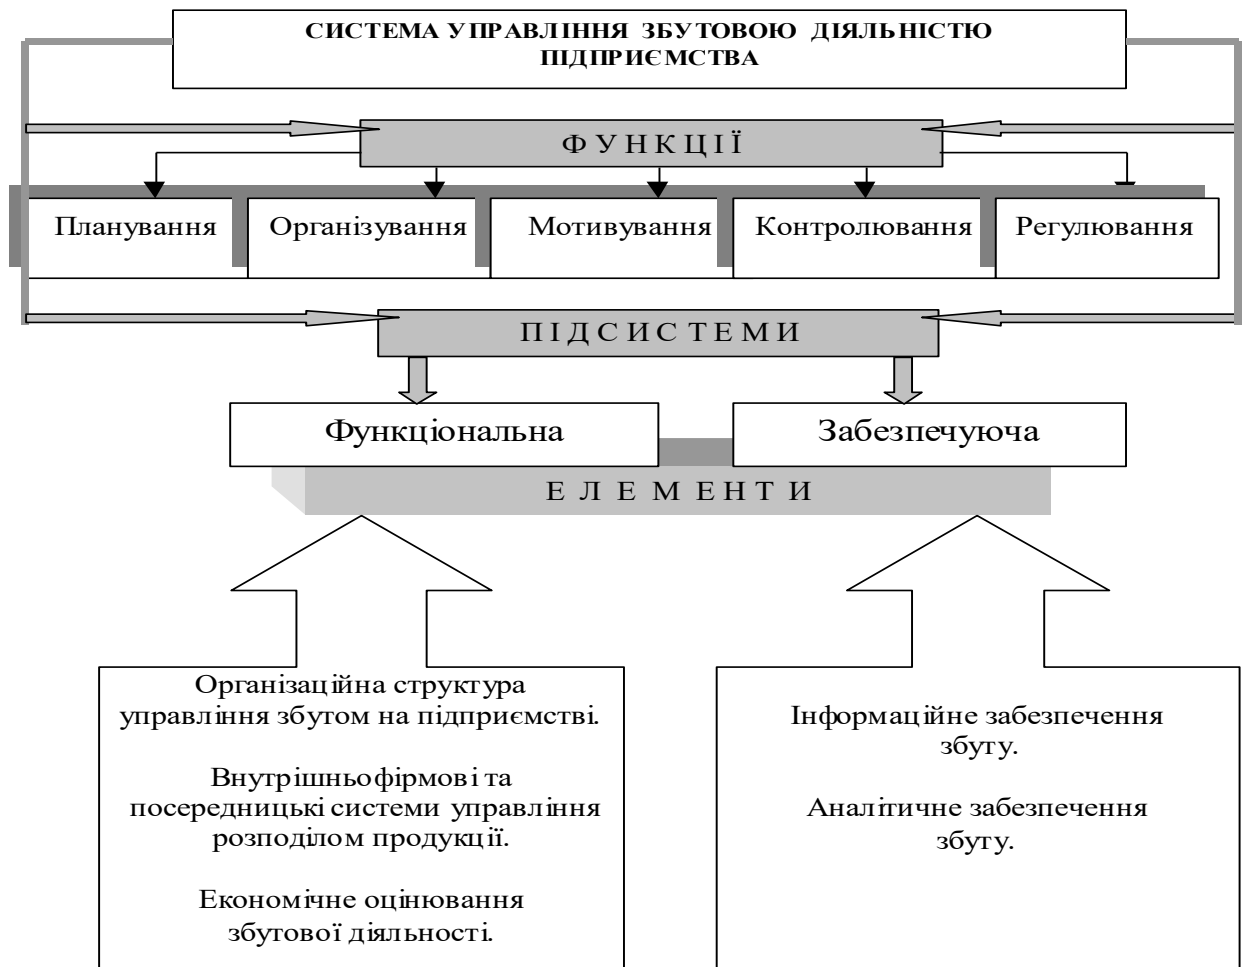 СИСТЕМА УПРАВЛІННЯ ЗБУТОВОЮ ДІЯЛЬНІСТЮ
ПІДПРИЄМСТВА
ФУНКЦІЇ
Планування
Організування
Мотивування
Контролювання
Регулювання
ПІДСИСТЕМИ
Функціональна
Забезпечуюча
ЕЛЕМЕНТИ
Організаційна структура
управління збутом на підприємстві.
Внутрішньофірмові та
посередницькі системи управління
розподілом продукції.
Економічне оцінювання
збутової діяльності.
Інформаційне забезпечення
збуту.
Аналітичне забезпечення
збуту.